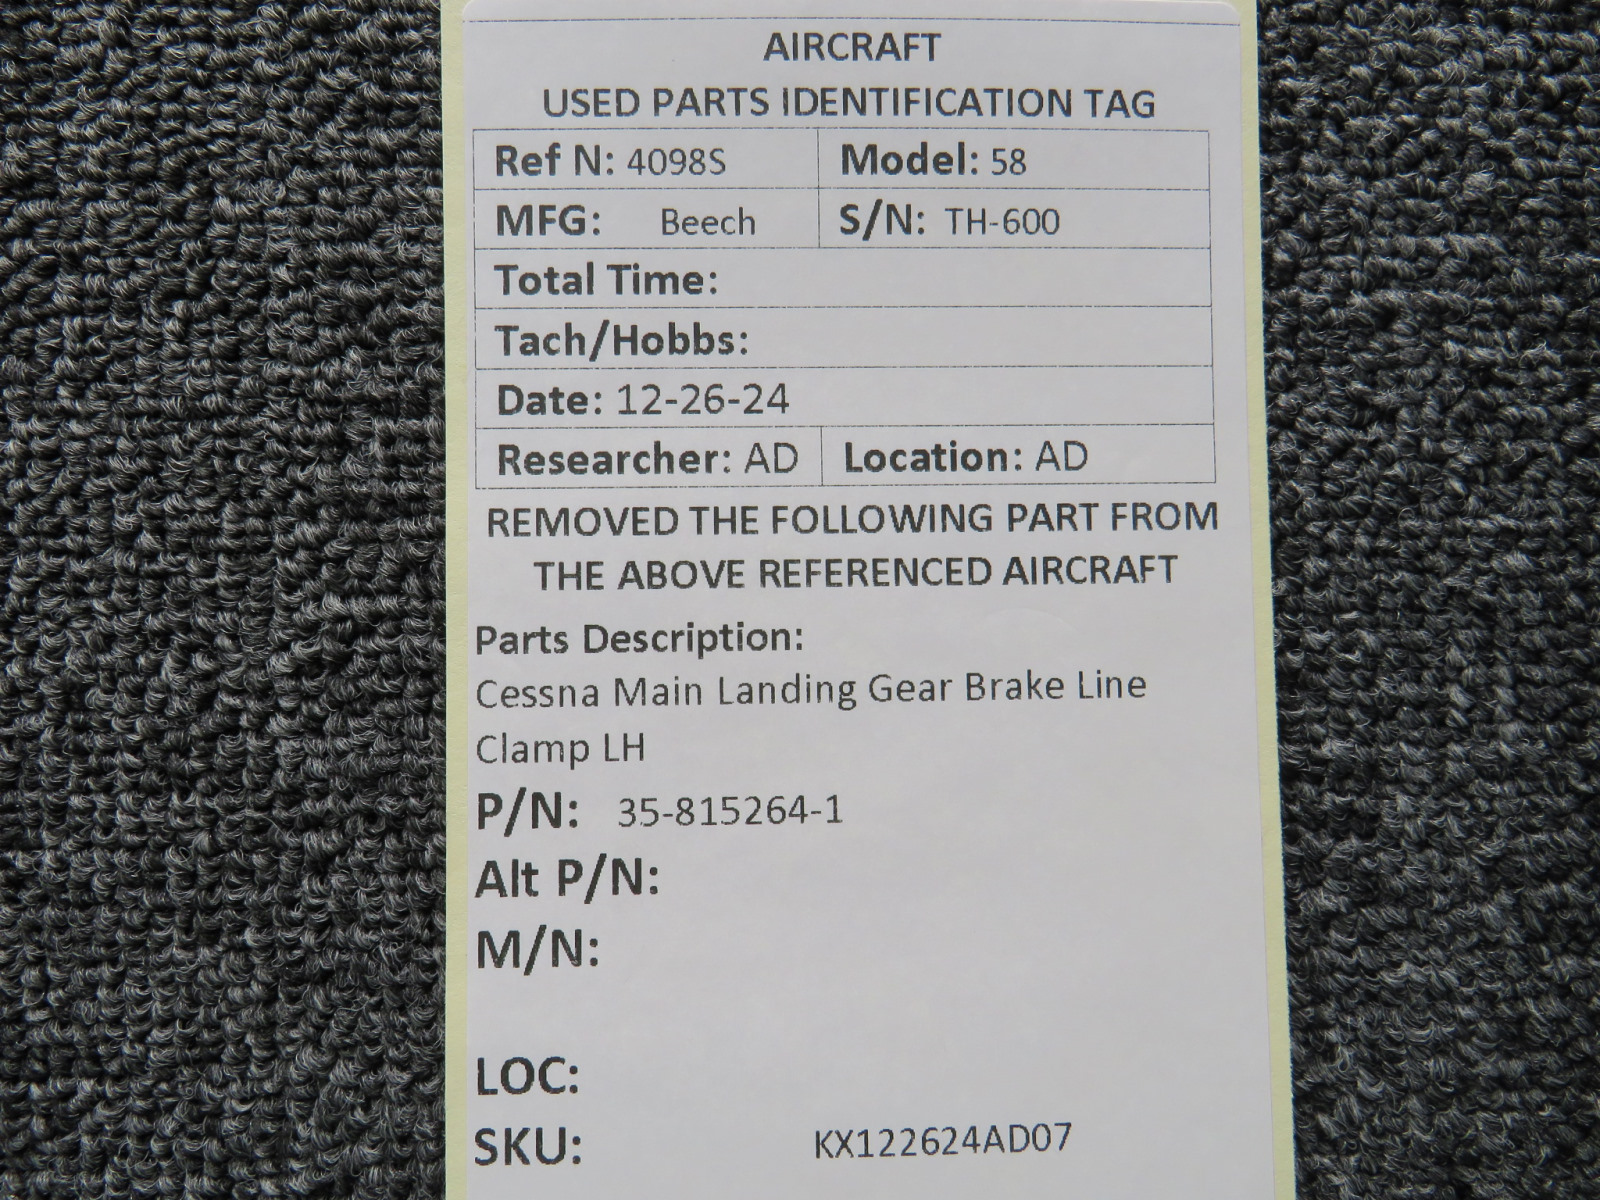 AIRCRAFT
USED PARTS IDENTIFICATION TAG
Ref N: 4098S Model: 58
MFG: Beech S/N: TH-600
Total Time:
Tach/Hobbs:
Date: 12-26-24
Researcher: AD Location: AD
REMOVED THE FOLLOWING PART FROM
THE ABOVE REFERENCED AIRCRAFT
Parts Description:
Cessna Main Landing Gear Brake Line
Clamp LH
P/N: 35-815264-1
Alt P/N:
M/N:
LOC:
SKU: KX122624AD07